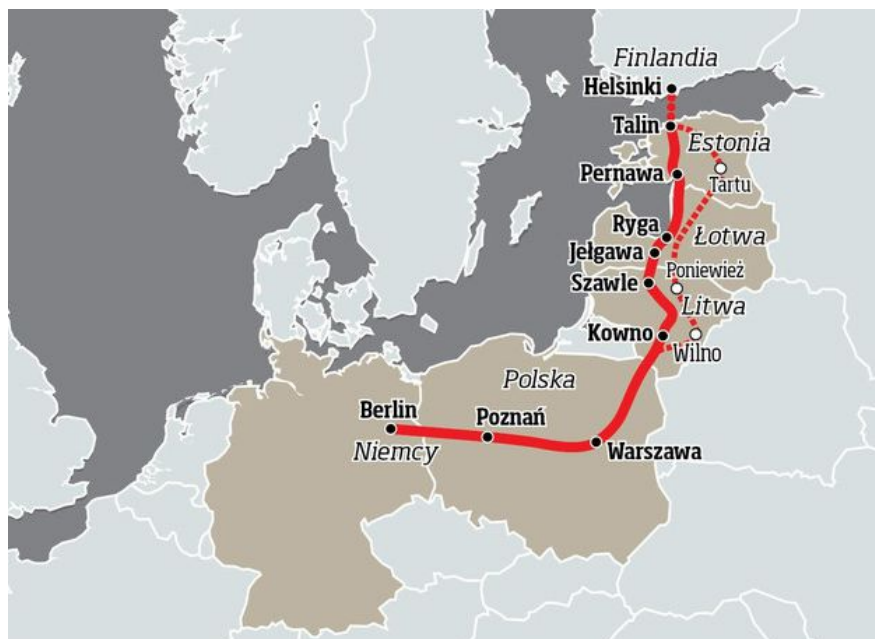 Finlandia
Helsinki
Talin
Estonia
Pernawa
Tartu
Ryga
Łotwa
Jełgawa
Poniewież
Szawle
Litwa
Kowno
Wilno
Polska
Berlin
Poznań
Niemcy
Warszawa